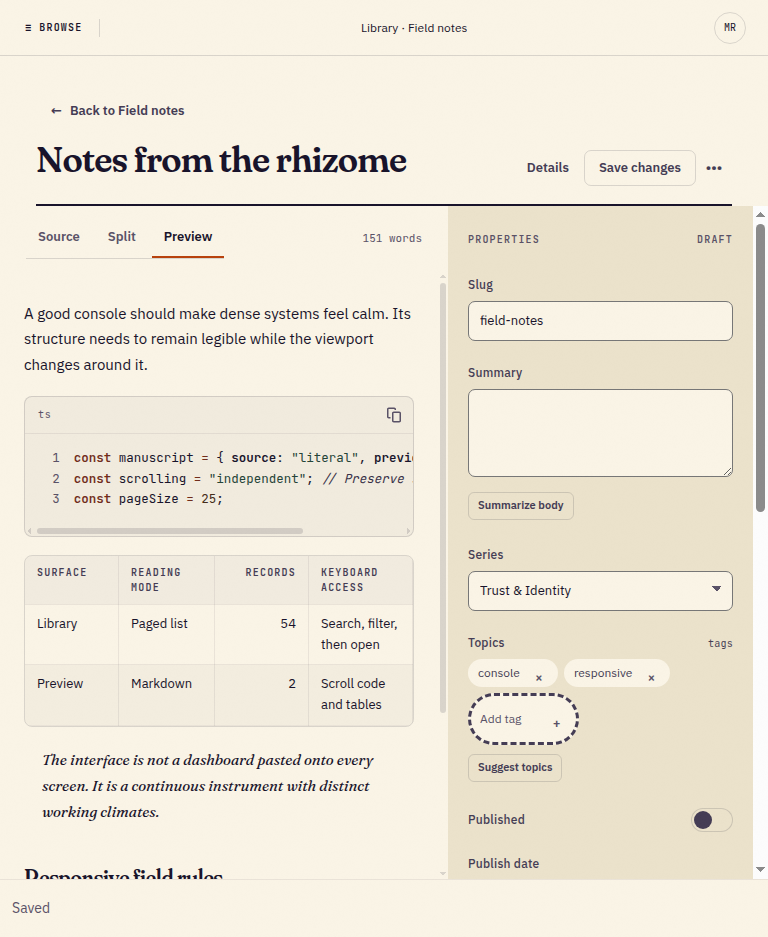 ≡ BROWSE
Library · Field notes
MR
← Back to Field notes
Notes from the rhizome
Details
Save changes
•••
Source
Split
Preview
151 words
A good console should make dense systems feel calm. Its
structure needs to remain legible while the viewport
changes around it.
ts
1 const manuscript = { source: "literal", previ
2 const scrolling = "independent"; // Preserve
3 const pageSize = 25;
SURFACE
READING
MODE
RECORDS
KEYBOARD
ACCESS
Library
Paged list
54
Search, filter,
then open
Preview
Markdown
2
Scroll code
and tables
The interface is not a dashboard pasted onto every
screen. It is a continuous instrument with distinct
working climates.
Responsive field rules
PROPERTIES
DRAFT
Slug
field-notes
Summary
Summarize body
Series
Trust & Identity
Topics
tags
console ×
responsive ×
Add tag +
Suggest topics
Published
Publish date
Saved